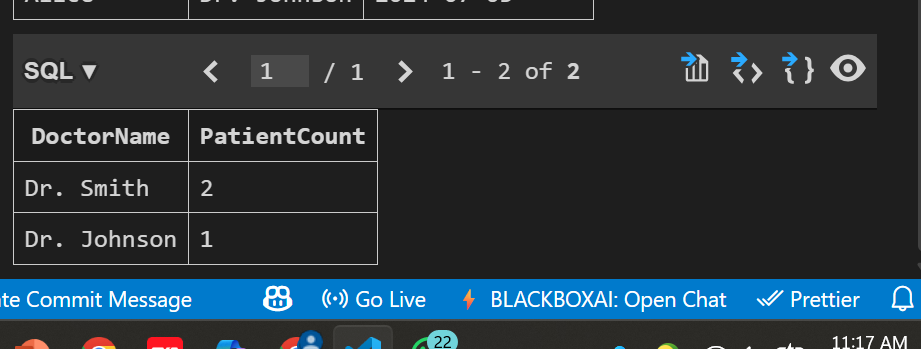 SQL ▼ 1 / 1 1 - 2 of 2
DoctorName PatientCount
Dr. Smith 2
Dr. Johnson 1
te Commit Message Go Live BLACKBOXAI: Open Chat Prettier
22
11:17 AM